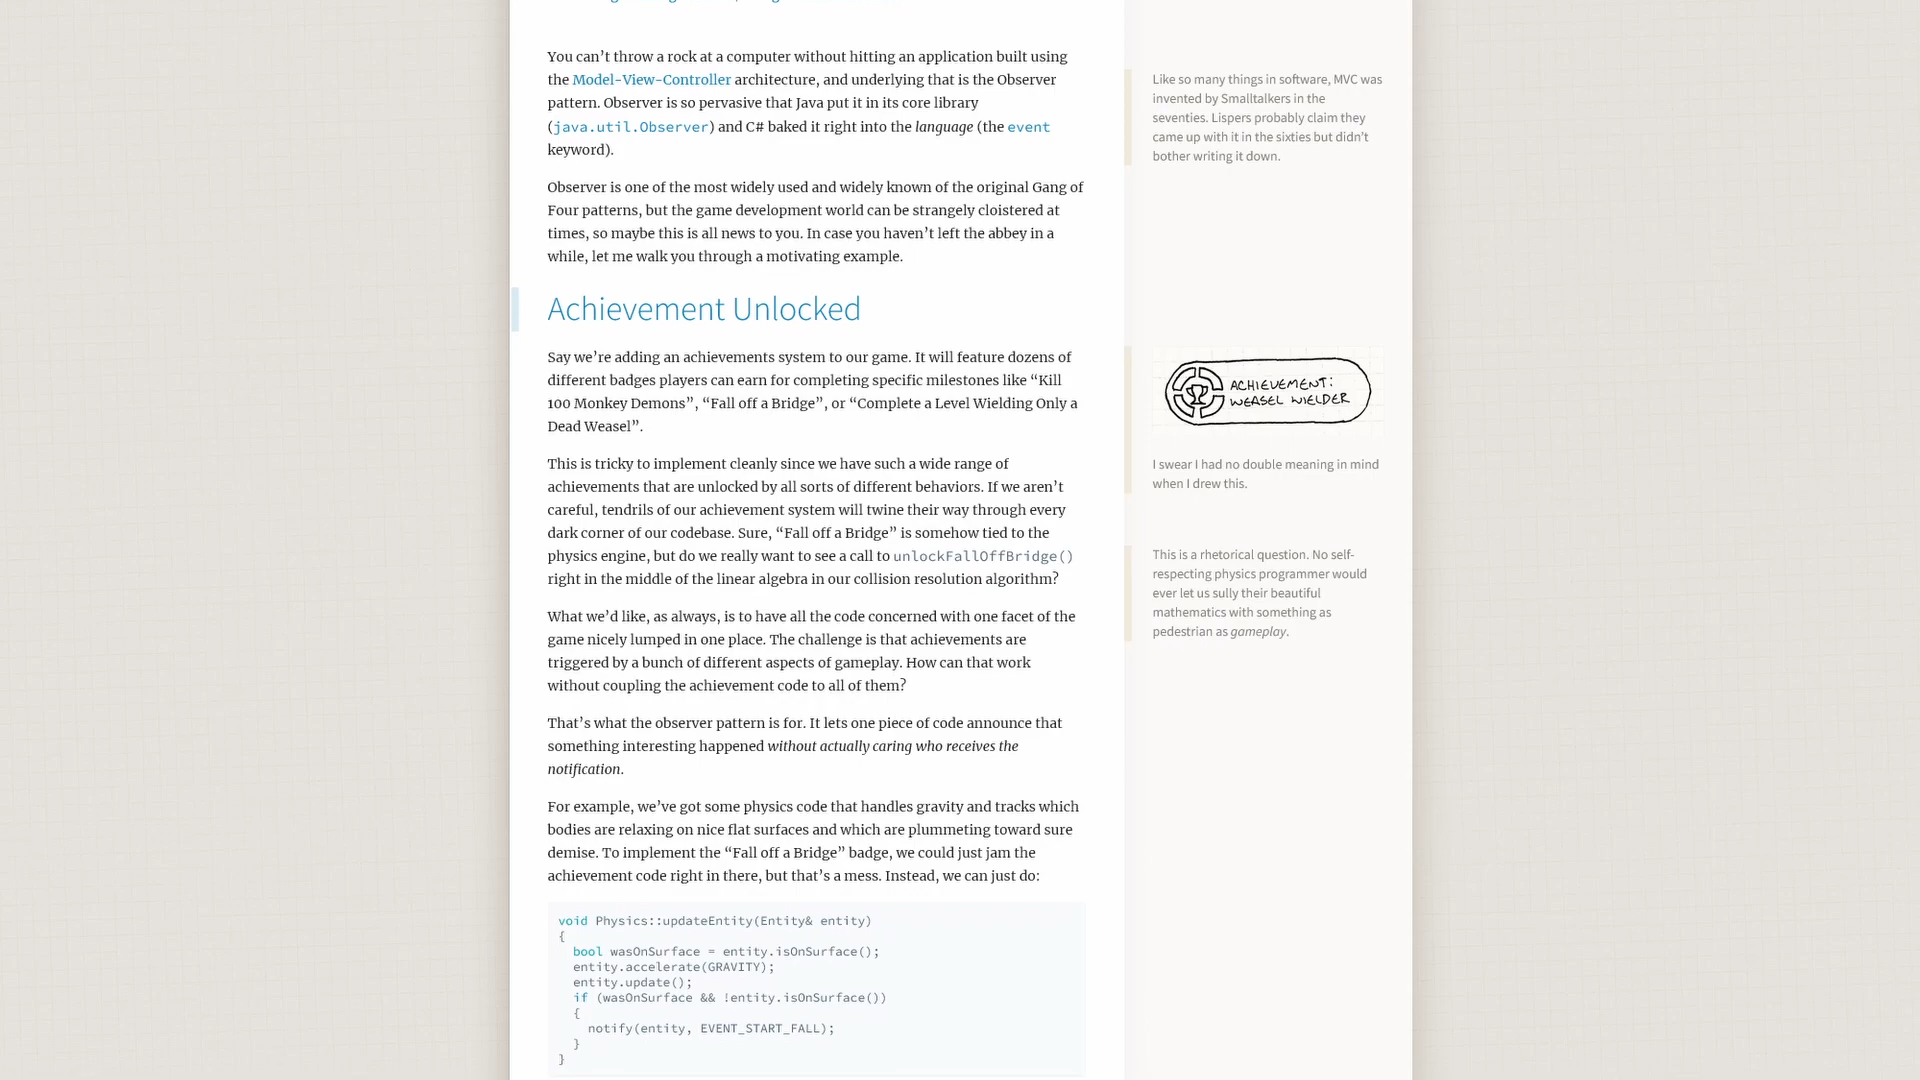 You can’t throw a rock at a computer without hitting an application built using
the Model-View-Controller architecture, and underlying that is the Observer
pattern. Observer is so pervasive that Java put it in its core library
(java.util.Observer) and C# baked it right into the language (the event
keyword).
Like so many things in software, MVC was
invented by Smalltalkers in the
seventies. Lispers probably claim they
came up with it in the sixties but didn’t
bother writing it down.
Observer is one of the most widely used and widely known of the original Gang of
Four patterns, but the game development world can be strangely cloistered at
times, so maybe this is all news to you. In case you haven’t left the abbey in a
while, let me walk you through a motivating example.
Achievement Unlocked
Say we’re adding an achievements system to our game. It will feature dozens of
different badges players can earn for completing specific milestones like “Kill
100 Monkey Demons”, “Fall off a Bridge”, or “Complete a Level Wielding Only a
Dead Weasel”.
ACHIEVEMENT:
WEASEL WIELDER
I swear I had no double meaning in mind
when I drew this.
This is tricky to implement cleanly since we have such a wide range of
achievements that are unlocked by all sorts of different behaviors. If we aren’t
careful, tendrils of our achievement system will twine their way through every
dark corner of our codebase. Sure, “Fall off a Bridge” is somehow tied to the
physics engine, but do we really want to see a call to unlockFallOffBridge()
right in the middle of the linear algebra in our collision resolution algorithm?
This is a rhetorical question. No self-
respecting physics programmer would
ever let us sully their beautiful
mathematics with something as
pedestrian as gameplay.
What we’d like, as always, is to have all the code concerned with one facet of the
game nicely lumped in one place. The challenge is that achievements are
triggered by a bunch of different aspects of gameplay. How can that work
without coupling the achievement code to all of them?
That’s what the observer pattern is for. It lets one piece of code announce that
something interesting happened without actually caring who receives the
notification.
For example, we’ve got some physics code that handles gravity and tracks which
bodies are relaxing on nice flat surfaces and which are plummeting toward sure
demise. To implement the “Fall off a Bridge” badge, we could just jam the
achievement code right in there, but that’s a mess. Instead, we can just do:
void Physics::updateEntity(Entity& entity)
{
  bool wasOnSurface = entity.isOnSurface();
  entity.accelerate(GRAVITY);
  entity.update();
  if (wasOnSurface && !entity.isOnSurface())
  {
    notify(entity, EVENT_START_FALL);
  }
}